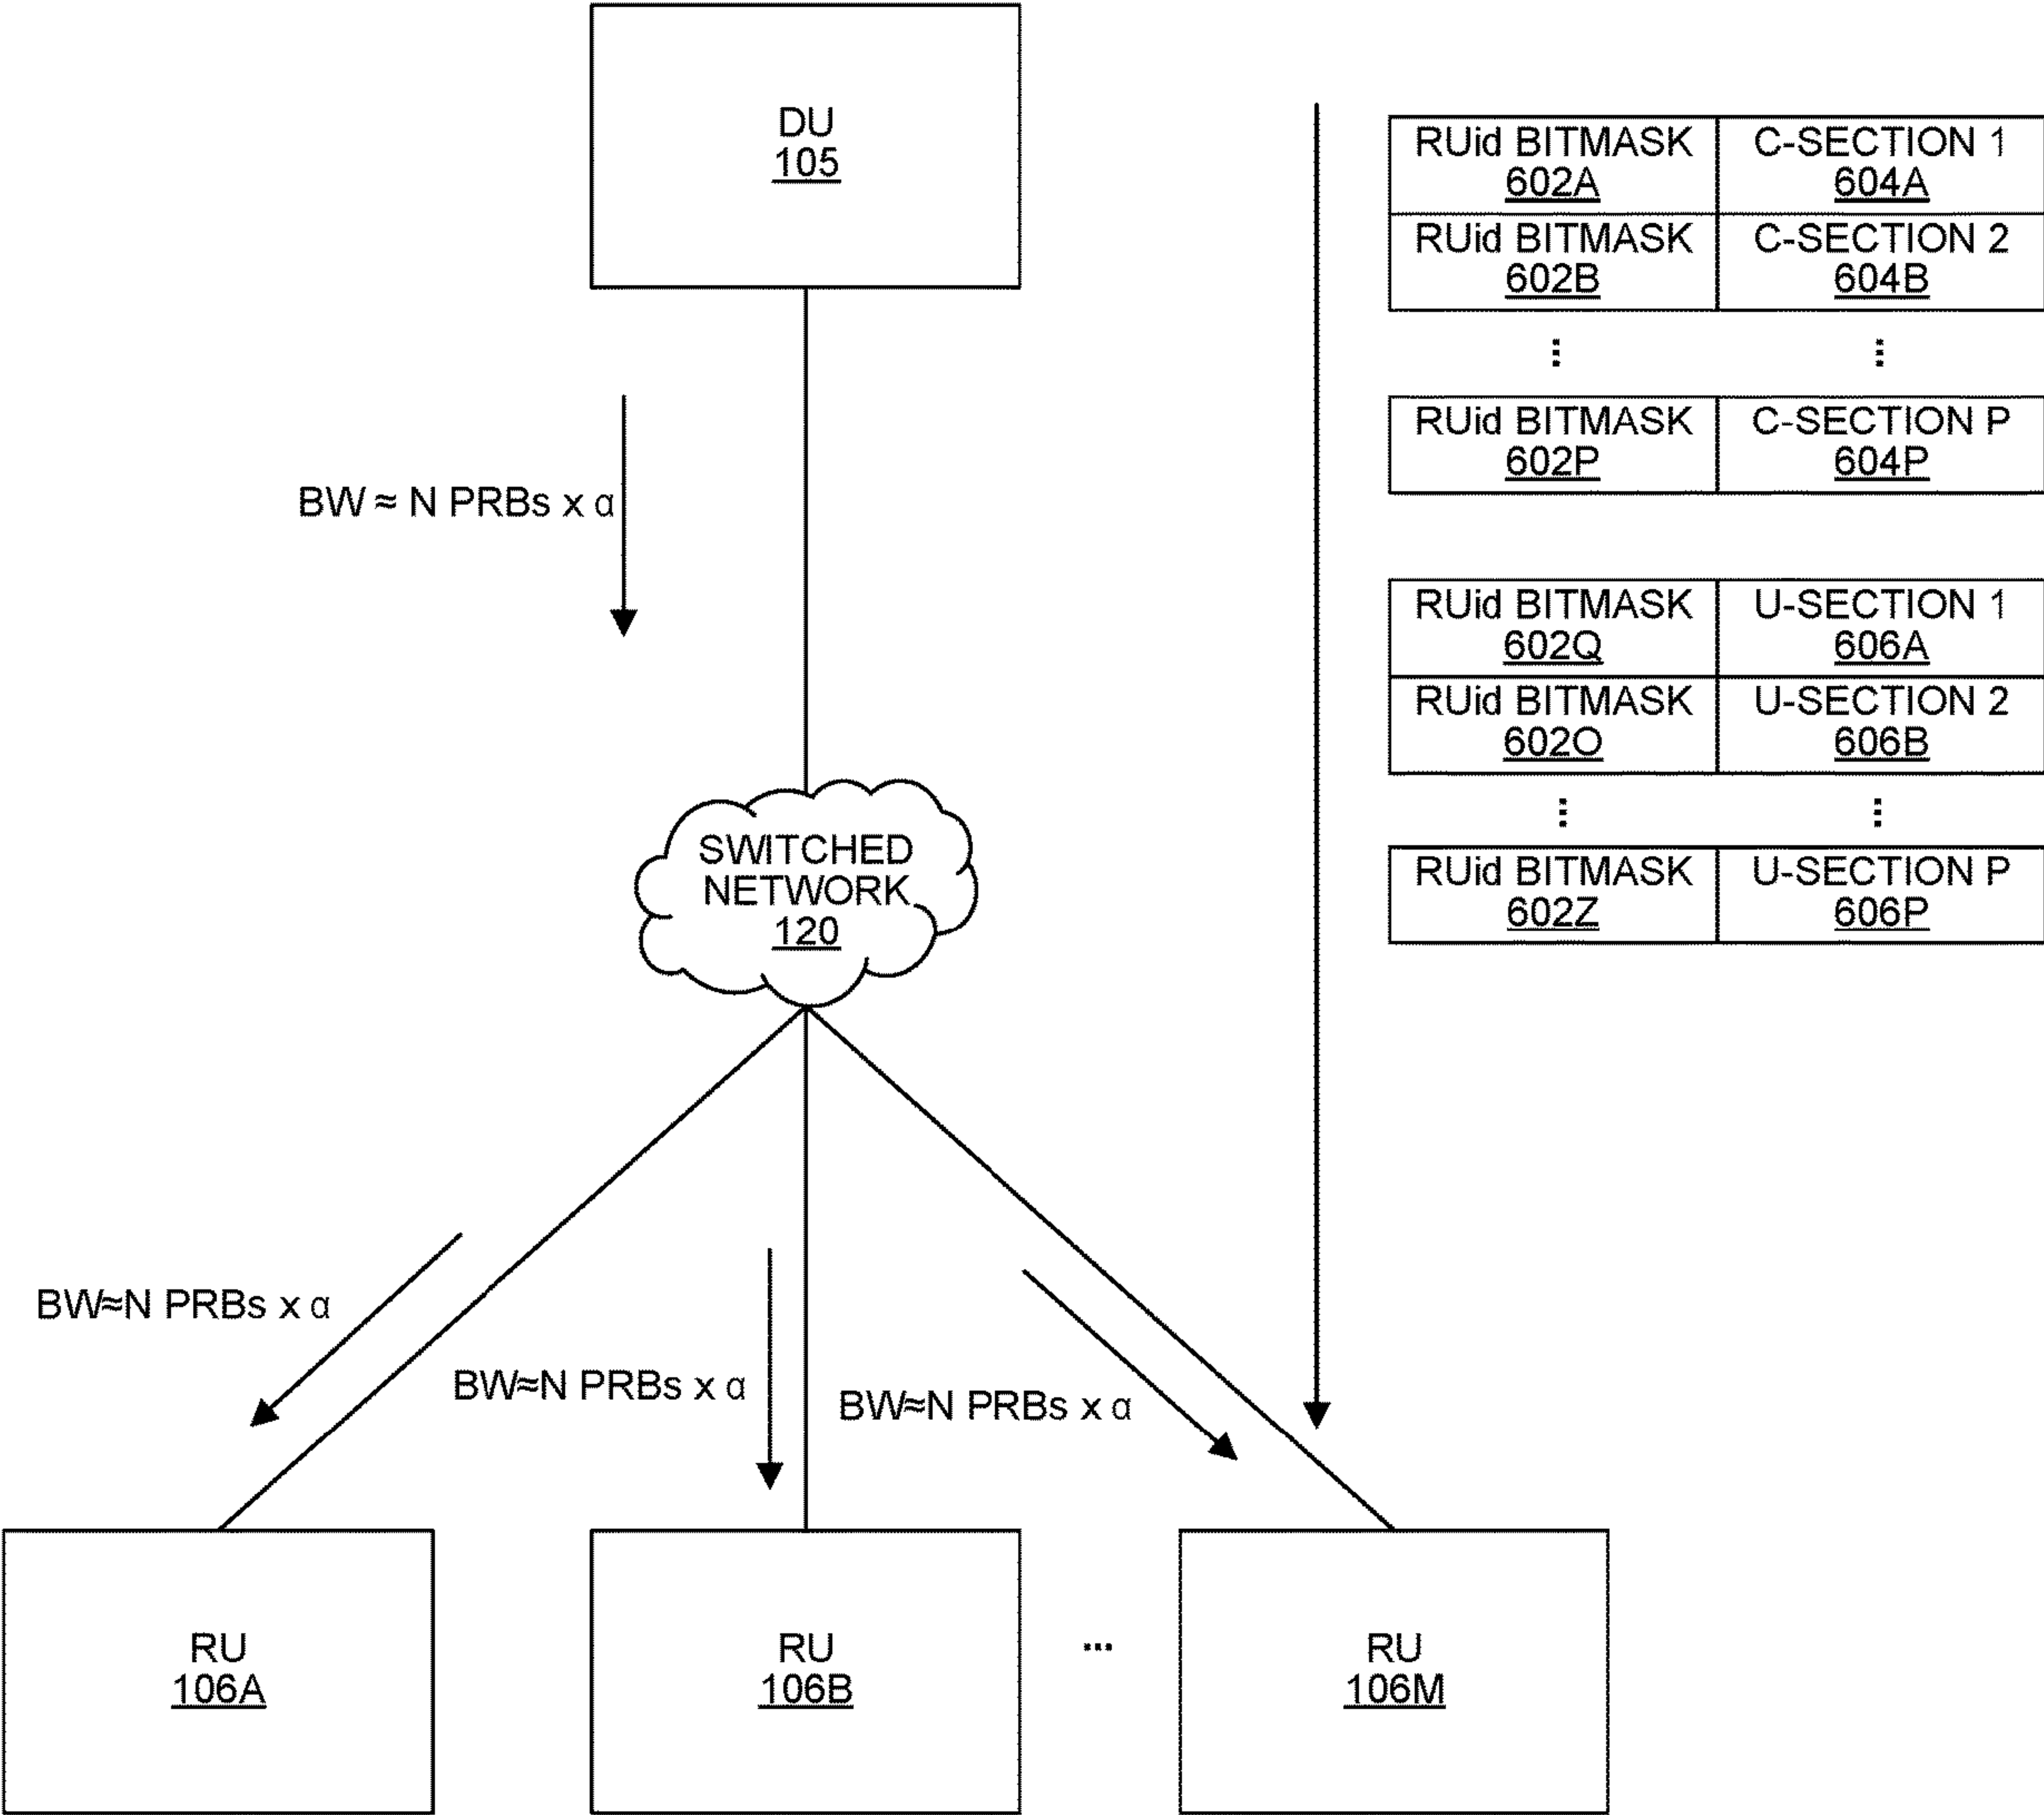 DU
105
RUid BITMASK C-SECTION 1
602A 604A
RUid BITMASK C-SECTION 2
602B 604B
⋮ ⋮
RUid BITMASK C-SECTION P
602P 604P
BW ≈ N PRBs x α
RUid BITMASK U-SECTION 1
602Q 606A
RUid BITMASK U-SECTION 2
602O 606B
⋮ ⋮
RUid BITMASK U-SECTION P
602Z 606P
SWITCHED
NETWORK
120
BW≈N PRBs x α
BW≈N PRBs x α
BW≈N PRBs x α
RU
106A
RU
106B
...
RU
106M